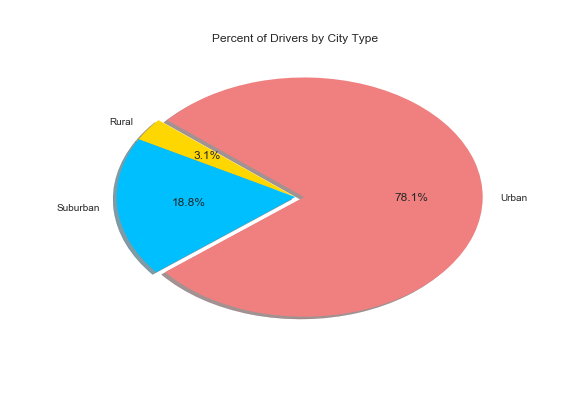 Percent of Drivers by City Type
Rural
3.1%
Suburban
18.8%
78.1%
Urban